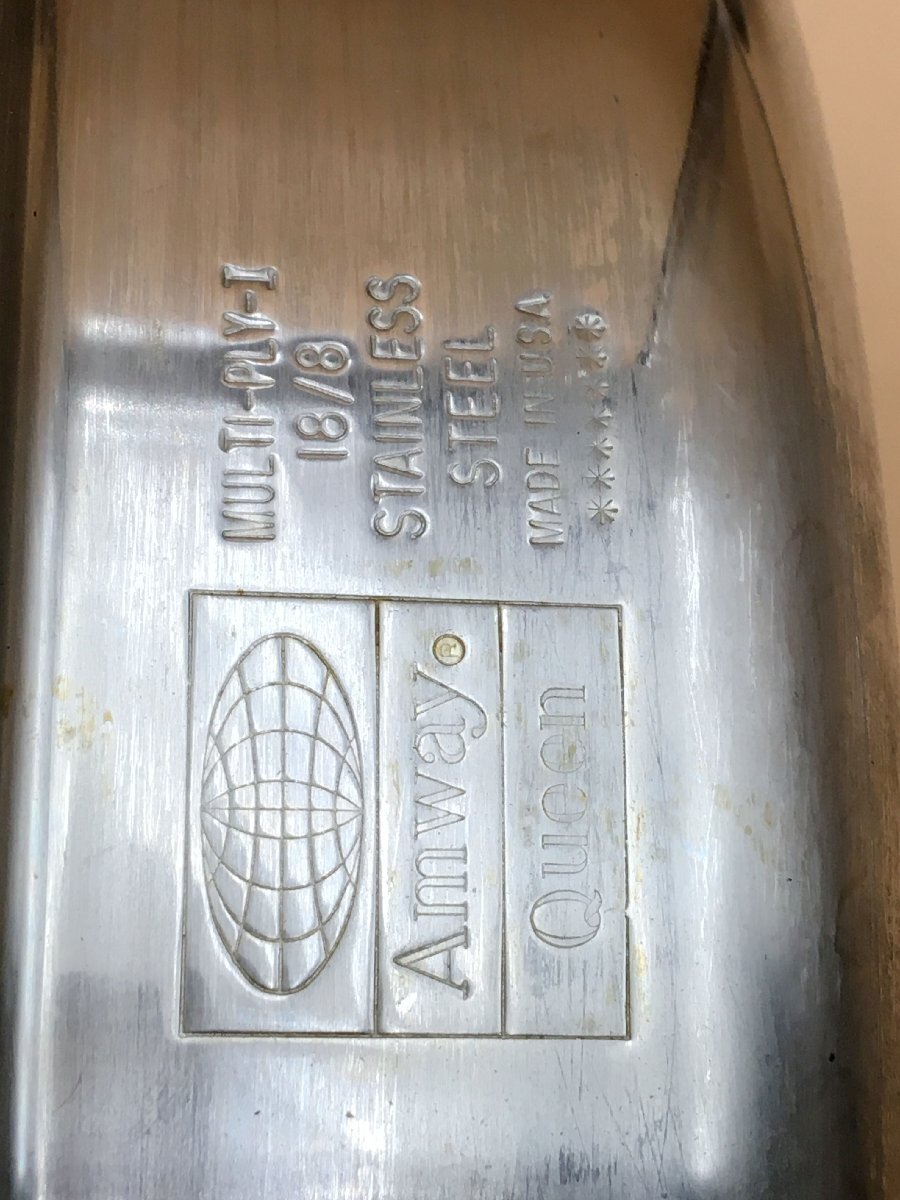 Amway®
Queen
MULTI-PLY-I
18/8
STAINLESS
STEEL
MADE IN USA